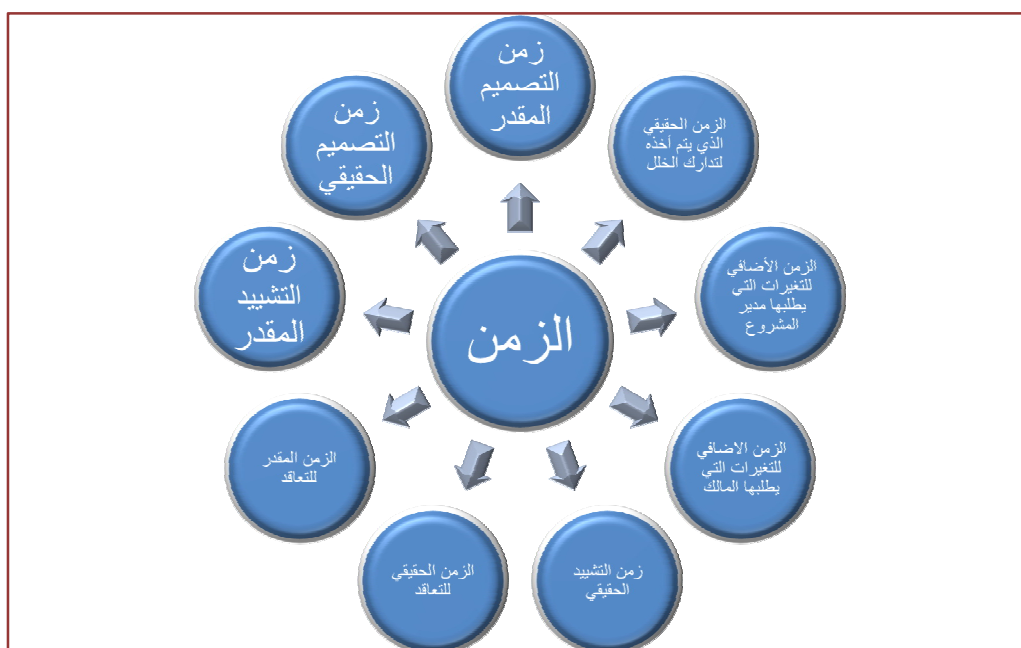 زمن
التصميم
المقدر
الزمن الحقيقي
الذي يتم أخذه
لتدارك الخلل
الزمن الأضافي
للتغيرات التي
يطلبها مدير
المشروع
الزمن الاضافي
للتغيرات التي
يطلبها المالك
زمن التشييد
الحقيقي
الزمن الحقيقي
للتعاقد
الزمن المقدر
للتعاقد
زمن
التشييد
المقدر
زمن
التصميم
الحقيقي
الزمن